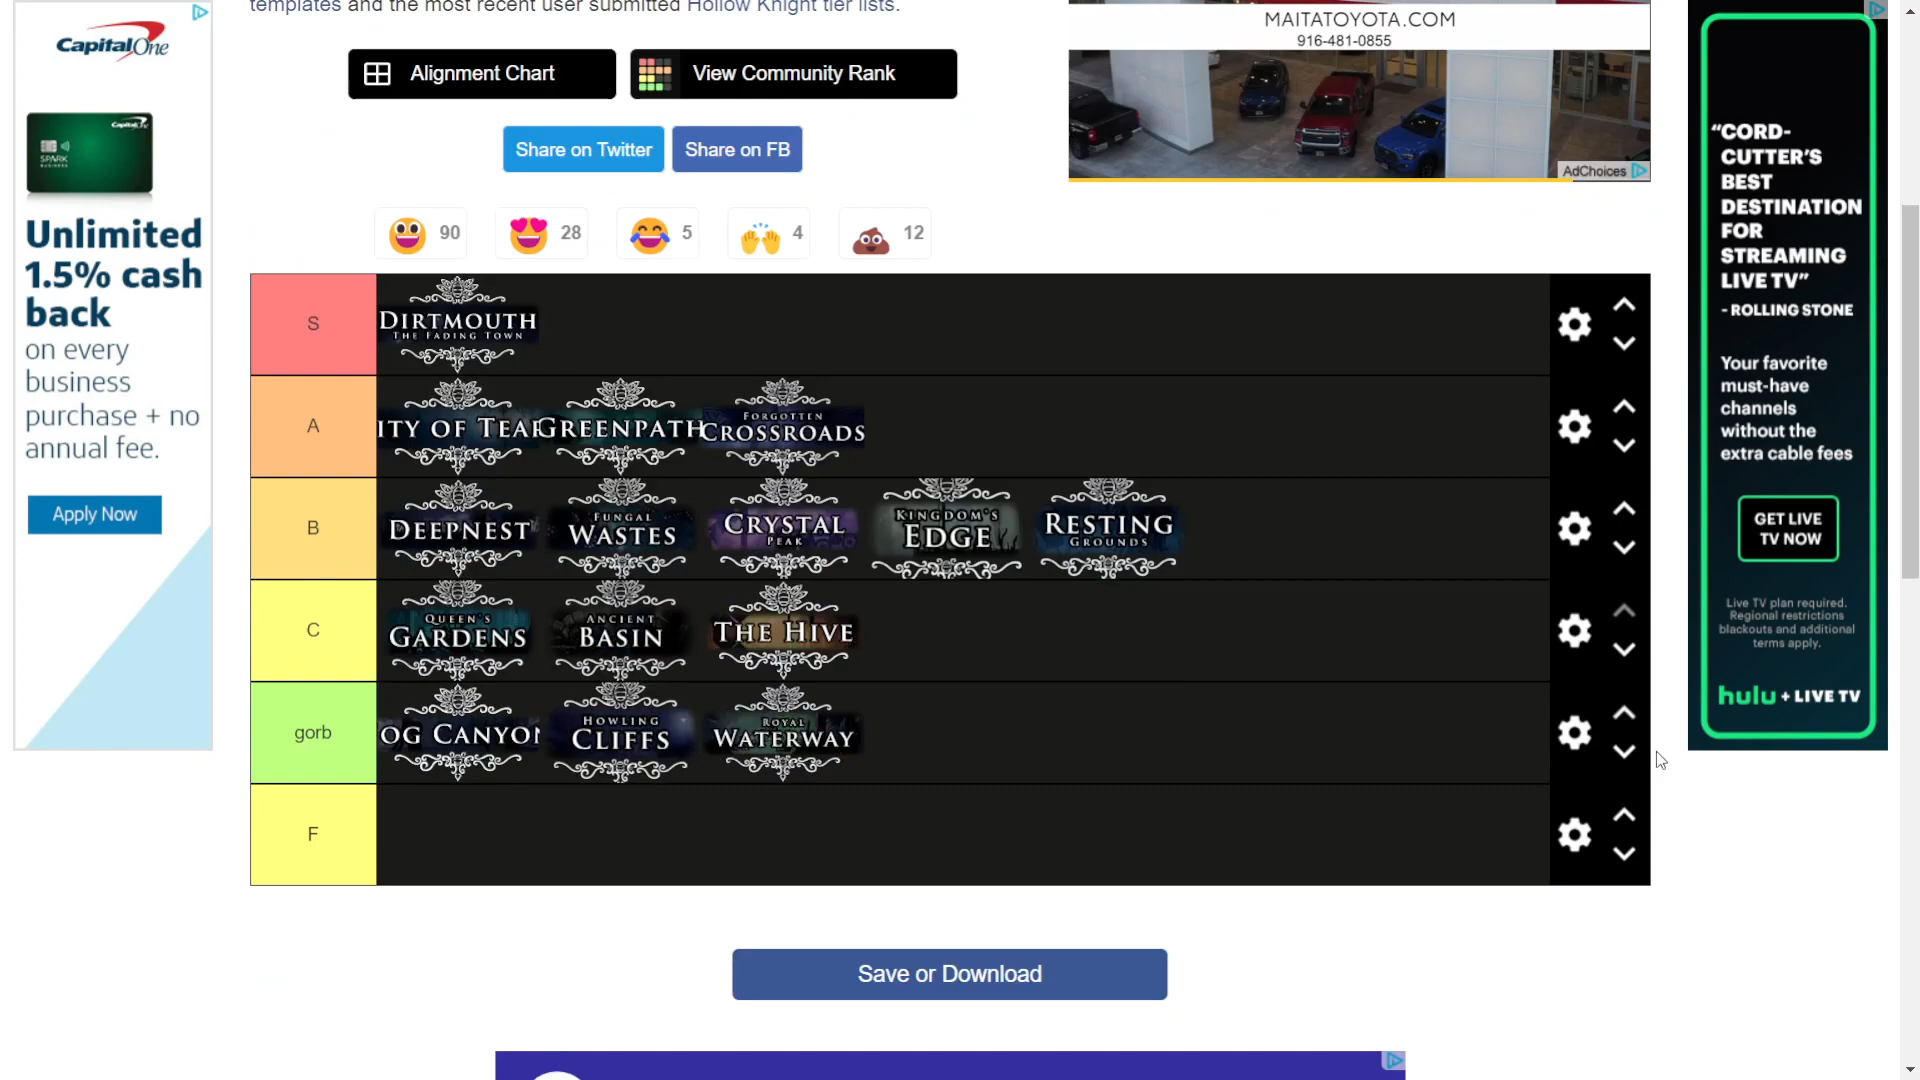 templates and the most recent user submitted Hollow Knight tier lists.
Alignment Chart
View Community Rank
Share on Twitter
Share on FB
90
28
5
4
12
S
DIRTMOUTH
THE FADING TOWN
A
ITY OF TEAR
GREENPATH
FORGOTTEN
CROSSROADS
B
DEEPNEST
FUNGAL
WASTES
CRYSTAL
PEAK
KINGDOM'S
EDGE
RESTING
GROUNDS
C
QUEEN'S
GARDENS
ANCIENT
BASIN
THE HIVE
gorb
OG CANYON
HOWLING
CLIFFS
ROYAL
WATERWAY
F
Save or Download
Capital One
Capital One
SPARK
BUSINESS
Unlimited
1.5% cash
back
on every
business
purchase + no
annual fee.
Apply Now
MAITATOYOTA.COM
916-481-0855
AdChoices
“CORD-
CUTTER’S
BEST
DESTINATION
FOR
STREAMING
LIVE TV”
- ROLLING STONE
Your favorite
must-have
channels
without the
extra cable fees
GET LIVE
TV NOW
Live TV plan required.
Regional restrictions
blackouts and additional
terms apply.
hulu + LIVE TV